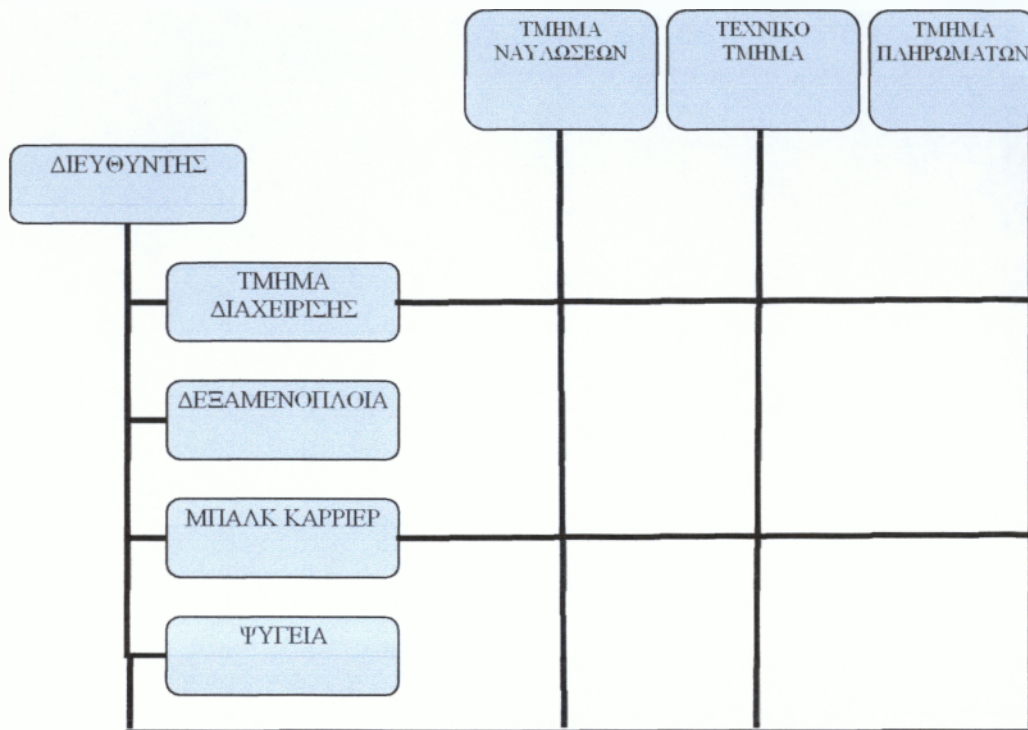 ΤΜΗΜΑ
ΝΑΥΛΩΣΕΩΝ
ΤΕΧΝΙΚΟ
ΤΜΗΜΑ
ΤΜΗΜΑ
ΠΛΗΡΩΜΑΤΩΝ
ΔΙΕΥΘΥΝΤΗΣ
ΤΜΗΜΑ
ΔΙΑΧΕΙΡΙΣΗΣ
ΔΕΞΑΜΕΝΟΠΛΟΙΑ
ΜΠΑΛΚ ΚΑΡΡΙΕΡ
ΨΥΓΕΙΑ